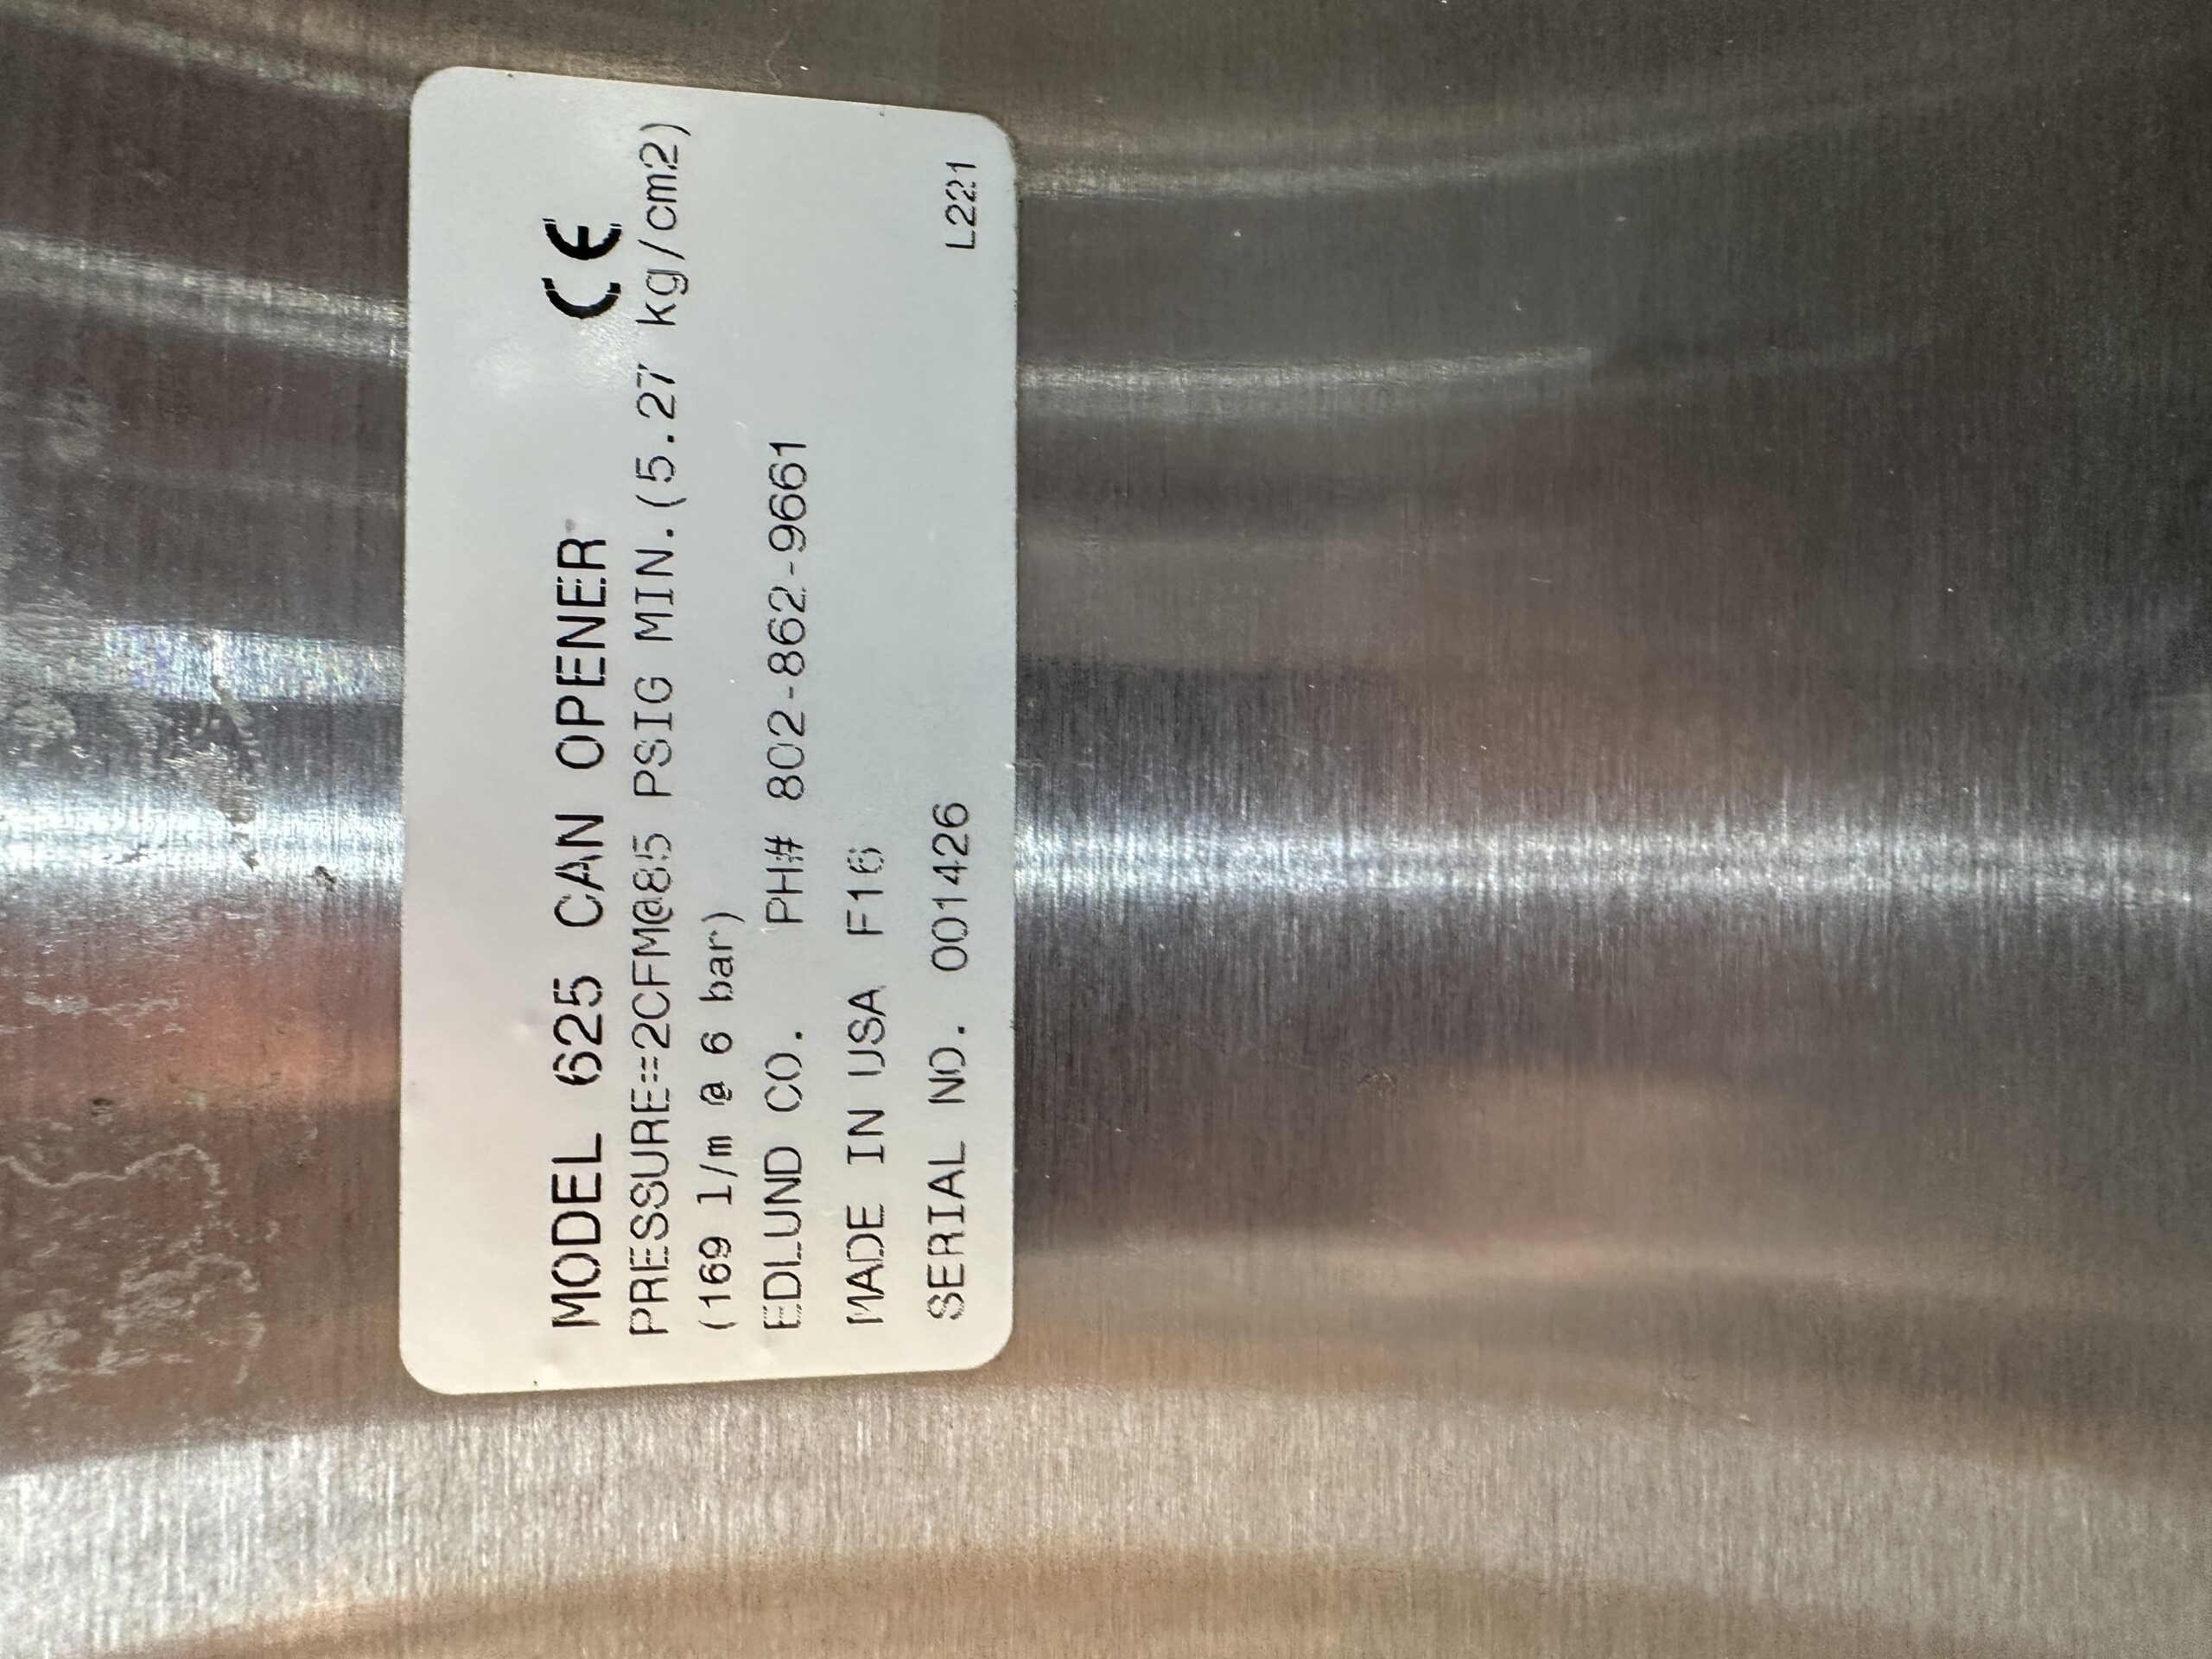 MODEL 625 CAN OPENER CE
PRESSURE=2CFM@85 PSIG MIN.(5.27 kg/cm2)
(169 l/m @ 6 bar)
EDLUND CO. PH# 802-862-9661
MADE IN USA F16
SERIAL NO. 001426 L221